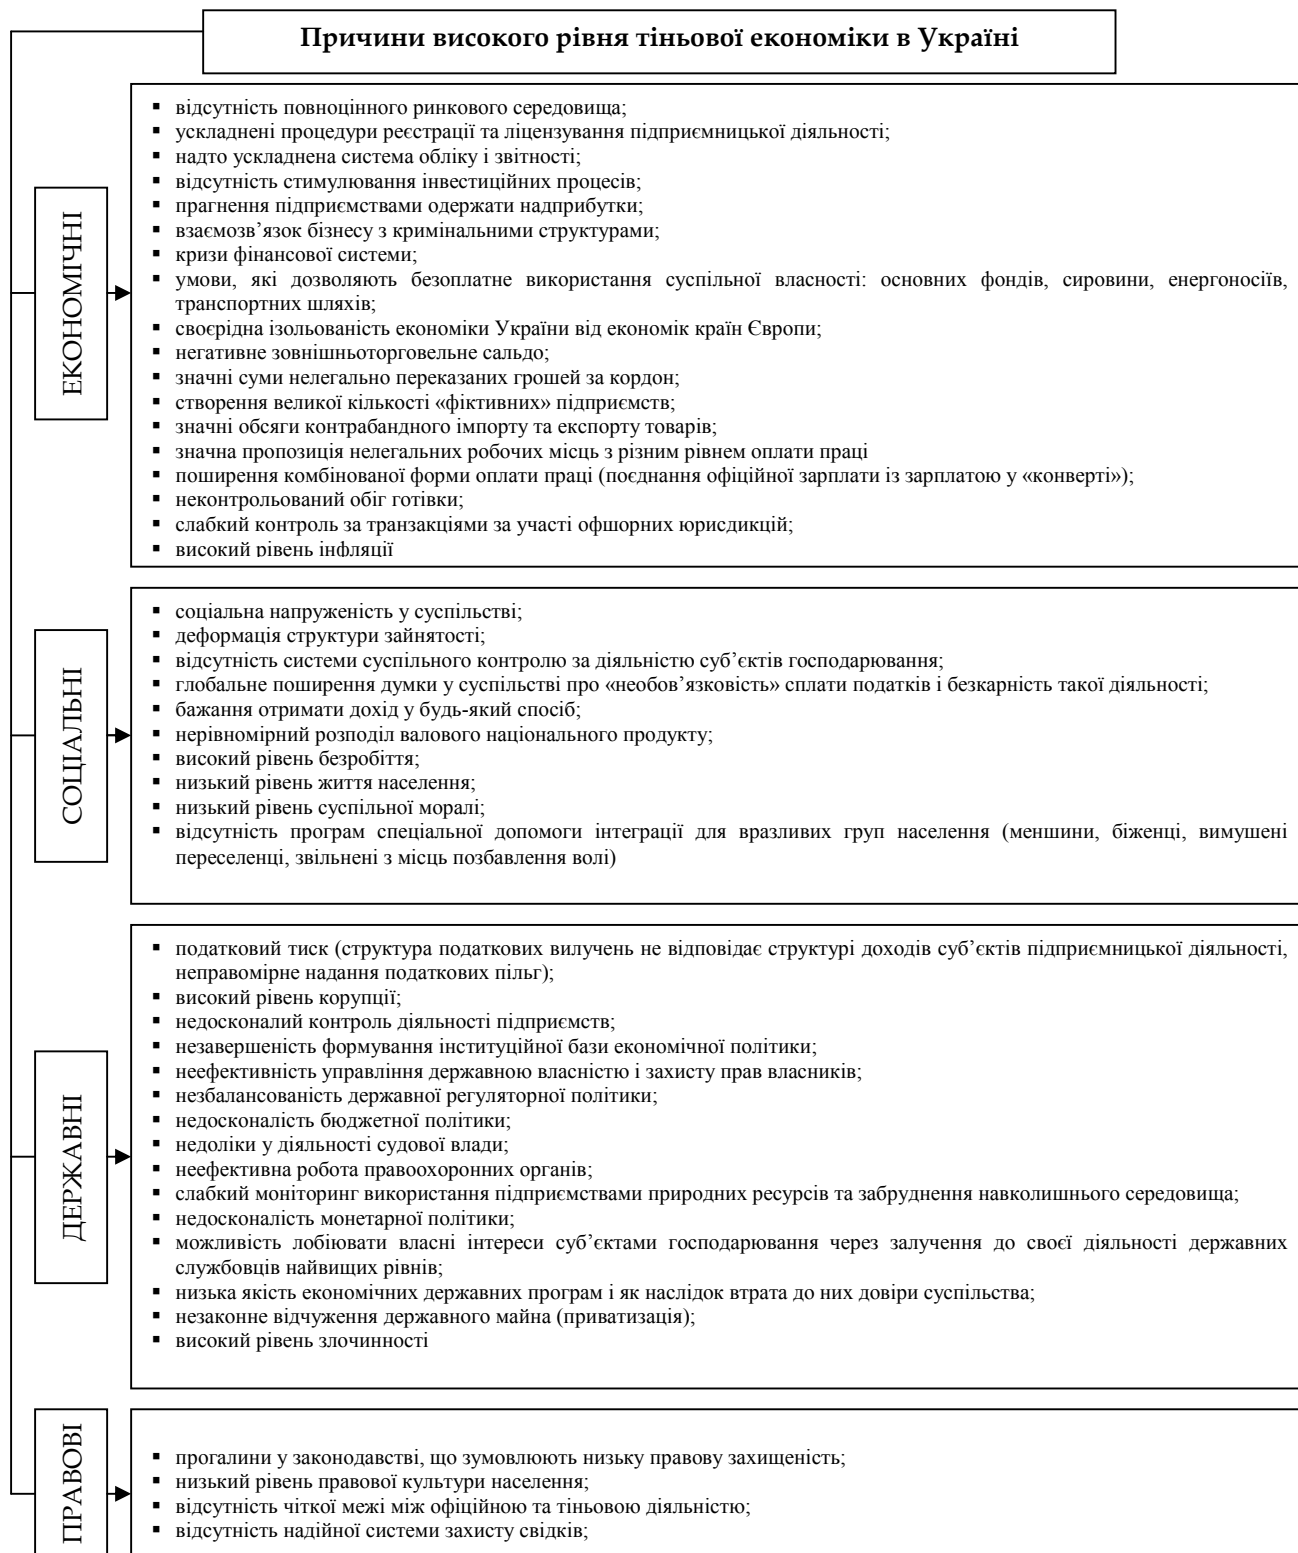 Причини високого рівня тіньової економіки в Україні
ЕКОНОМІЧНІ
▪ відсутність повноцінного ринкового середовища;
▪ ускладнені процедури реєстрації та ліцензування підприємницької діяльності;
▪ надто ускладнена система обліку і звітності;
▪ відсутність стимулювання інвестиційних процесів;
▪ прагнення підприємствами одержати надприбутки;
▪ взаємозв’язок бізнесу з кримінальними структурами;
▪ кризи фінансової системи;
▪ умови, які дозволяють безоплатне використання суспільної власності: основних фондів, сировини, енергоносіїв,
транспортних шляхів;
▪ своєрідна ізольованість економіки України від економік країн Європи;
▪ негативне зовнішньоторговельне сальдо;
▪ значні суми нелегально переказаних грошей за кордон;
▪ створення великої кількості «фіктивних» підприємств;
▪ значні обсяги контрабандного імпорту та експорту товарів;
▪ значна пропозиція нелегальних робочих місць з різним рівнем оплати праці
▪ поширення комбінованої форми оплати праці (поєднання офіційної зарплати із зарплатою у «конверті»);
▪ неконтрольований обіг готівки;
▪ слабкий контроль за транзакціями за участі офшорних юрисдикцій;
▪ високий рівень інфляції
СОЦІАЛЬНІ
▪ соціальна напруженість у суспільстві;
▪ деформація структури зайнятості;
▪ відсутність системи суспільного контролю за діяльністю суб’єктів господарювання;
▪ глобальне поширення думки у суспільстві про «необов’язковість» сплати податків і безкарність такої діяльності;
▪ бажання отримати дохід у будь-який спосіб;
▪ нерівномірний розподіл валового національного продукту;
▪ високий рівень безробіття;
▪ низький рівень життя населення;
▪ низький рівень суспільної моралі;
▪ відсутність програм спеціальної допомоги інтеграції для вразливих груп населення (меншини, біженці, вимушені
переселенці, звільнені з місць позбавлення волі)
ДЕРЖАВНІ
▪ податковий тиск (структура податкових вилучень не відповідає структурі доходів суб’єктів підприємницької діяльності,
неправомірне надання податкових пільг);
▪ високий рівень корупції;
▪ недосконалий контроль діяльності підприємств;
▪ незавершеність формування інституційної бази економічної політики;
▪ неефективність управління державною власністю і захисту прав власників;
▪ незбалансованість державної регуляторної політики;
▪ недосконалість бюджетної політики;
▪ недоліки у діяльності судової влади;
▪ неефективна робота правоохоронних органів;
▪ слабкий моніторинг використання підприємствами природних ресурсів та забруднення навколишнього середовища;
▪ недосконалість монетарної політики;
▪ можливість лобіювати власні інтереси суб’єктами господарювання через залучення до своєї діяльності державних
службовців найвищих рівнів;
▪ низька якість економічних державних програм і як наслідок втрата до них довіри суспільства;
▪ незаконне відчуження державного майна (приватизація);
▪ високий рівень злочинності
ПРАВОВІ
▪ прогалини у законодавстві, що зумовлюють низьку правову захищеність;
▪ низький рівень правової культури населення;
▪ відсутність чіткої межі між офіційною та тіньовою діяльністю;
▪ відсутність надійної системи захисту свідків;